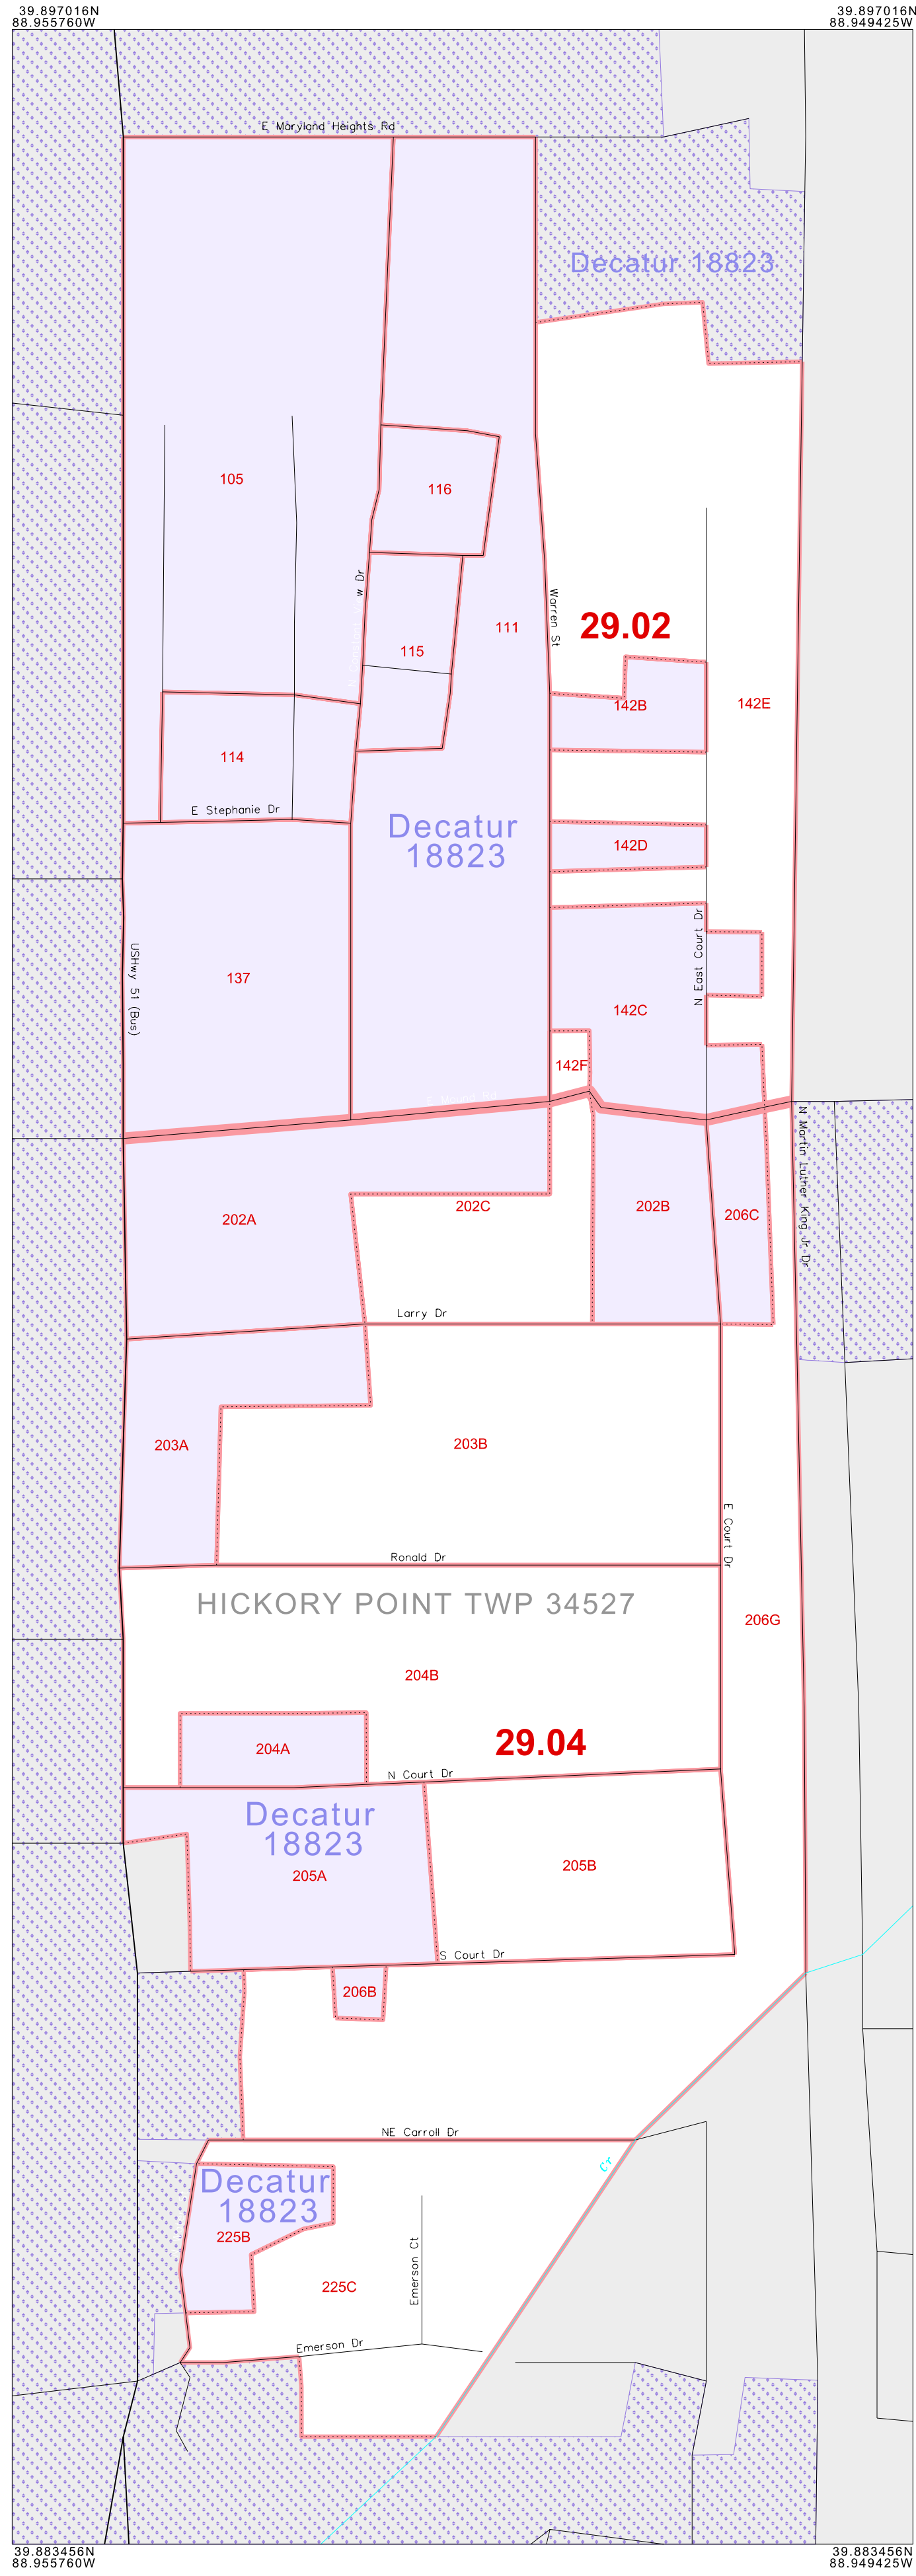 39.897016N
88.955760W
39.897016N
88.949425W
E Maryland Heights Rd
Decatur 18823
105
116
w Dr
Warren St
29.02
111
115
142B
142E
114
E Stephanie Dr
Decatur
18823
142D
N East Court Dr
USHwy 51 (Bus)
137
142C
142F
E Mound Rd
N Martin Luther King Jr Dr
202A
202C
202B
206C
Larry Dr
203A
203B
E Court Dr
Ronald Dr
HICKORY POINT TWP 34527
206G
204B
204A
29.04
N Court Dr
Decatur
18823
205A
205B
S Court Dr
206B
NE Carroll Dr
Decatur
18823
225B
Emerson Ct
225C
Emerson Dr
39.883456N
88.955760W
39.883456N
88.949425W